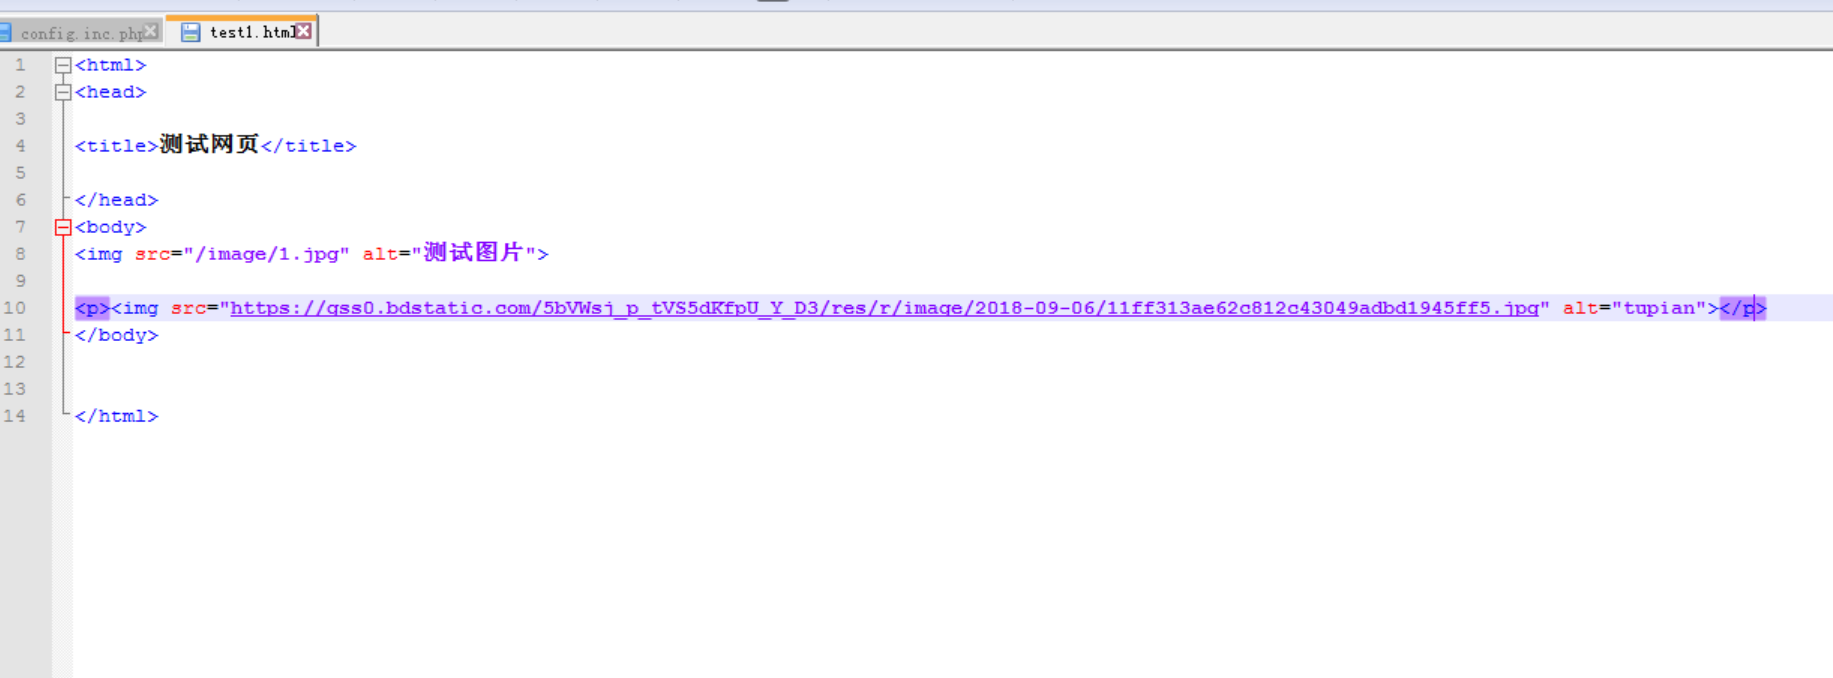 config.inc.php test1.html
1 <html>
2 <head>
3
4 <title>测试网页</title>
5
6 </head>
7 <body>
8 <img src="/image/1.jpg" alt="测试图片">
9
10 <p><img src="https://gss0.bdstatic.com/5bVWsj_p_tVS5dKfpU_Y_D3/res/r/image/2018-09-06/11ff313ae62c812c43049adbd1945ff5.jpg" alt="tupian"></p>
11 </body>
12
13
14 </html>